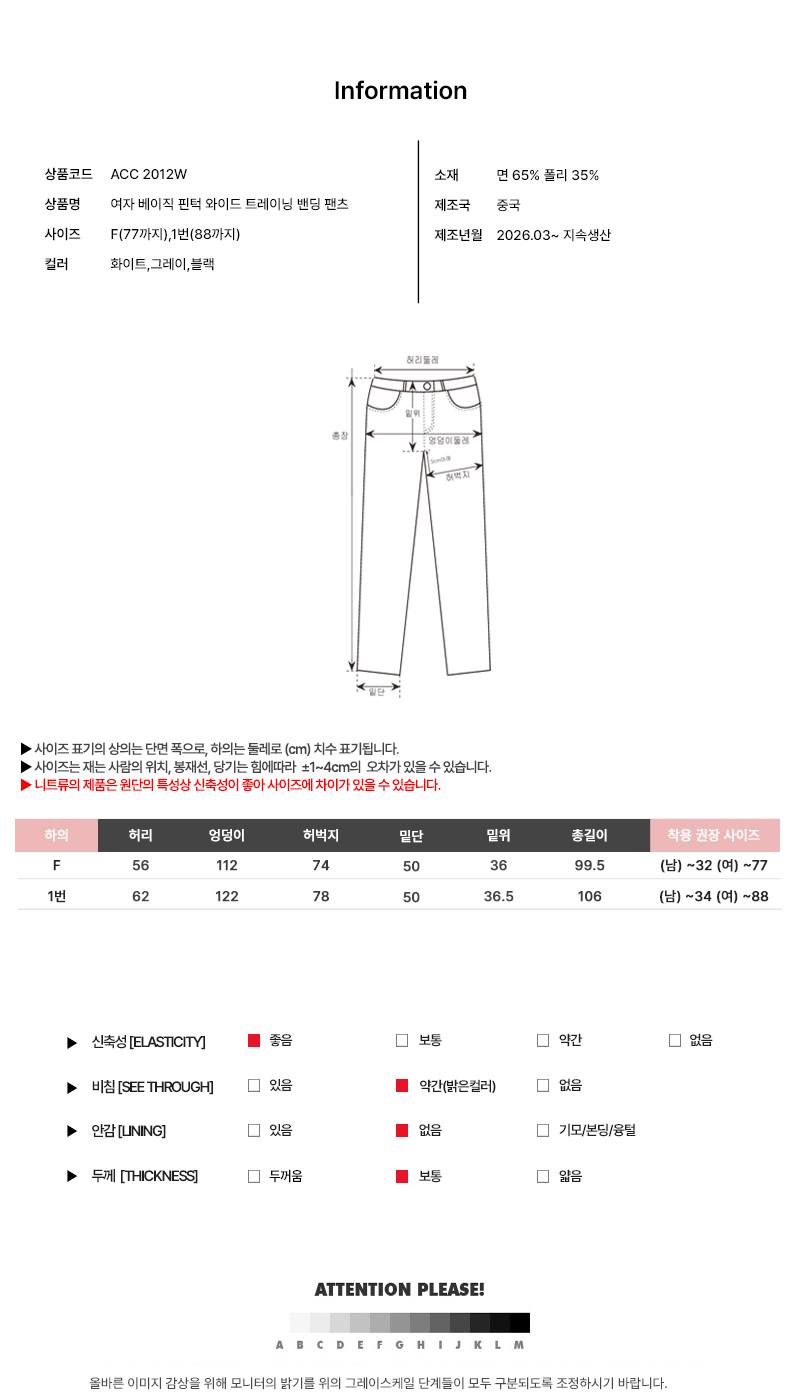 Information
상품코드 ACC 2012W
상품명 여자 베이직 핀턱 와이드 트레이닝 밴딩 팬츠
사이즈 F(77까지),1번(88까지)
컬러 화이트,그레이,블랙
소재 면 65% 폴리 35%
제조국 중국
제조년월 2026.03~ 지속생산
허리둘레
밑위
총장
엉덩이둘레
허벅지
밑단
▶ 사이즈 표기의 상의는 단면 폭으로, 하의는 둘레로 (cm) 치수 표기됩니다.
▶ 사이즈는 재는 사람의 위치, 봉재선, 당기는 힘에따라 ±1~4cm의 오차가 있을 수 있습니다.
▶ 니트류의 제품은 원단의 특성상 신축성이 좋아 사이즈에 차이가 있을 수 있습니다.
하의 허리 엉덩이 허벅지 밑단 밑위 총길이 착용 권장 사이즈
F 56 112 74 50 36 99.5 (남) ~32 (여) ~77
1번 62 122 78 50 36.5 106 (남) ~34 (여) ~88
▶ 신축성 [ELASTICITY] 좋음 보통 약간 없음
▶ 비침 [SEE THROUGH] 있음 약간(밝은컬러) 없음
▶ 안감 [LINING] 있음 없음 기모/본딩/융털
▶ 두께 [THICKNESS] 두꺼움 보통 얇음
ATTENTION PLEASE!
A B C D E F G H I J K L M
올바른 이미지 감상을 위해 모니터의 밝기를 위의 그레이스케일 단계들이 모두 구분되도록 조정하시기 바랍니다.